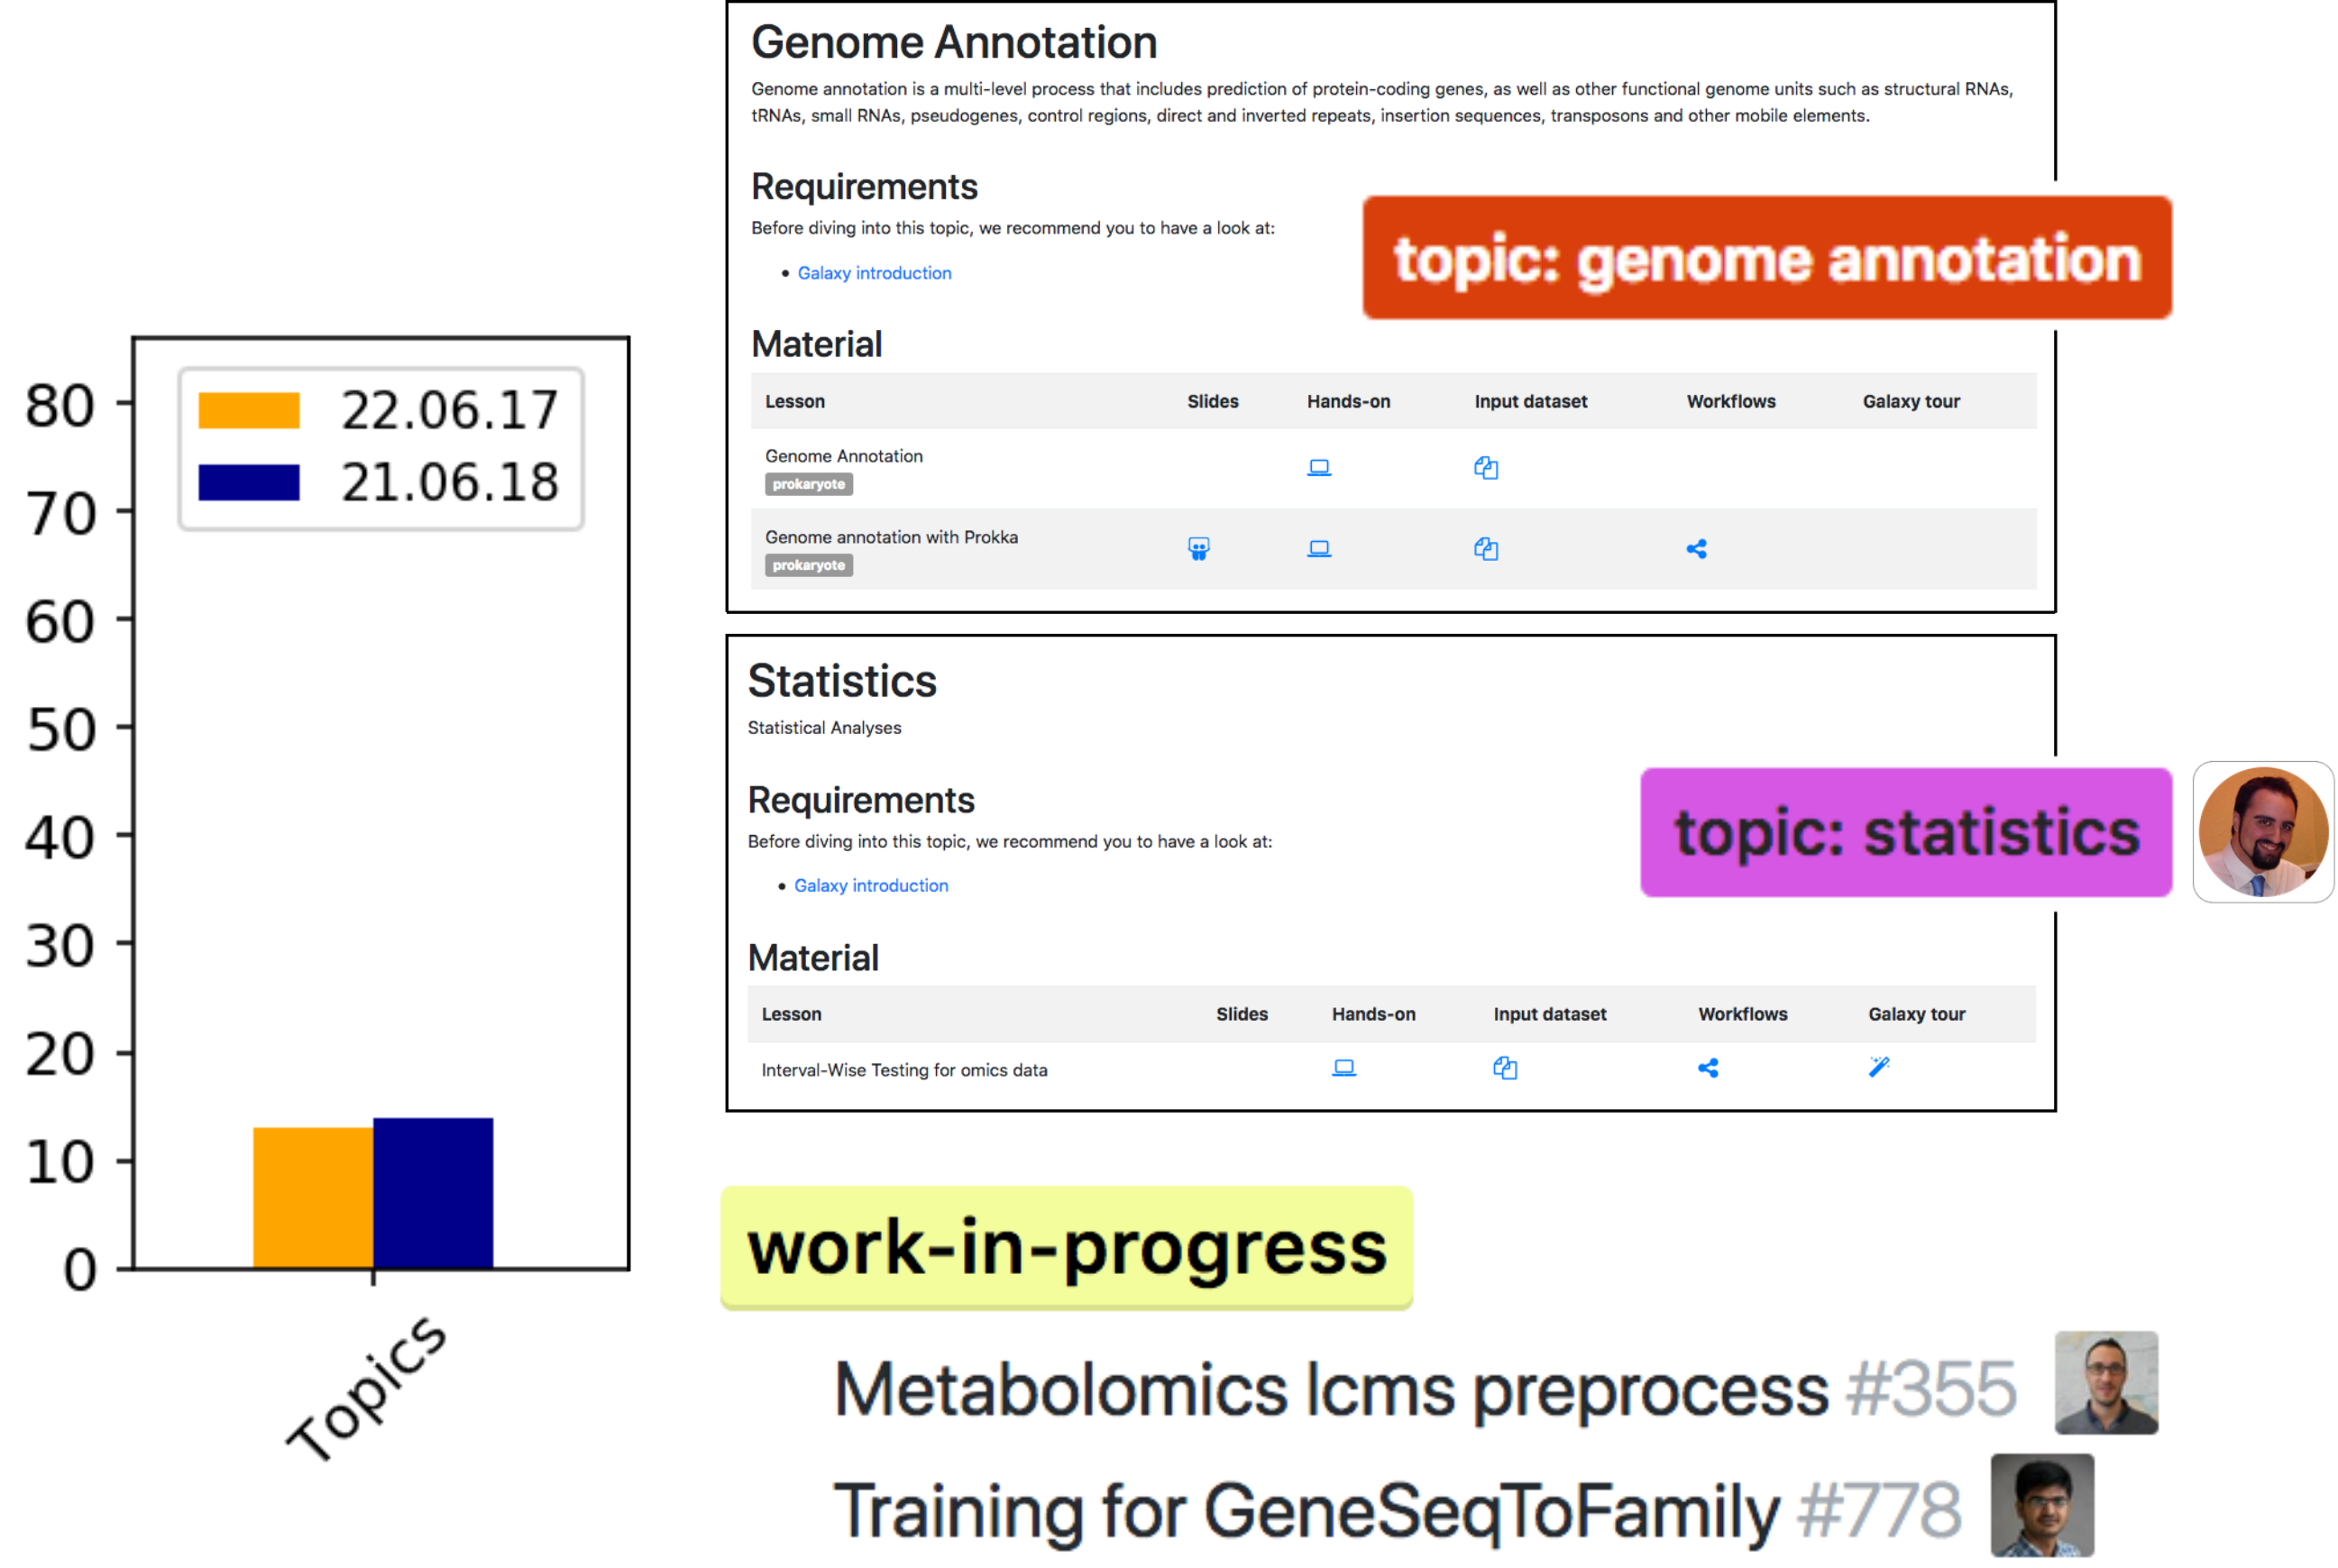 80
70
60
50
40
30
20
10
0
22.06.17
21.06.18
Topics
Genome Annotation
Genome annotation is a multi-level process that includes prediction of protein-coding genes, as well as other functional genome units such as structural RNAs,
tRNAs, small RNAs, pseudogenes, control regions, direct and inverted repeats, insertion sequences, transposons and other mobile elements.
Requirements
Before diving into this topic, we recommend you to have a look at:
Galaxy introduction
topic: genome annotation
Material
Lesson Slides Hands-on Input dataset Workflows Galaxy tour
Genome Annotation
prokaryote
Genome annotation with Prokka
prokaryote
Statistics
Statistical Analyses
Requirements
Before diving into this topic, we recommend you to have a look at:
Galaxy introduction
topic: statistics
Material
Lesson Slides Hands-on Input dataset Workflows Galaxy tour
Interval-Wise Testing for omics data
work-in-progress
Metabolomics lcms preprocess #355
Training for GeneSeqToFamily #778